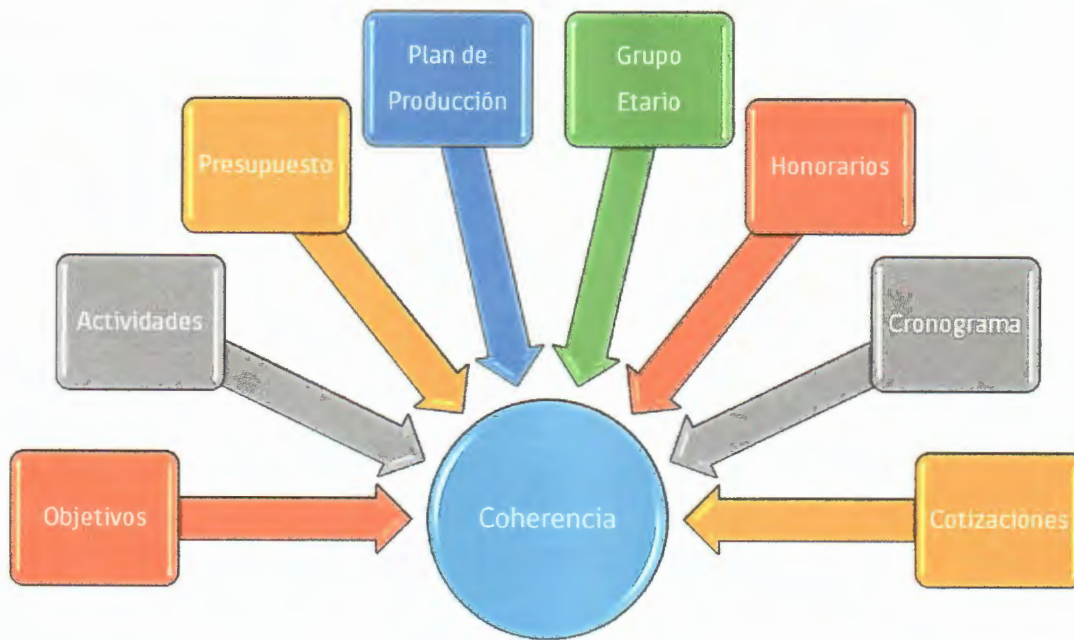 Plan de
Producción
Grupo
Etario
Presupuesto
Honorarios
Actividades
Cronograma
Objetivos
Coherencia
Cotizaciones